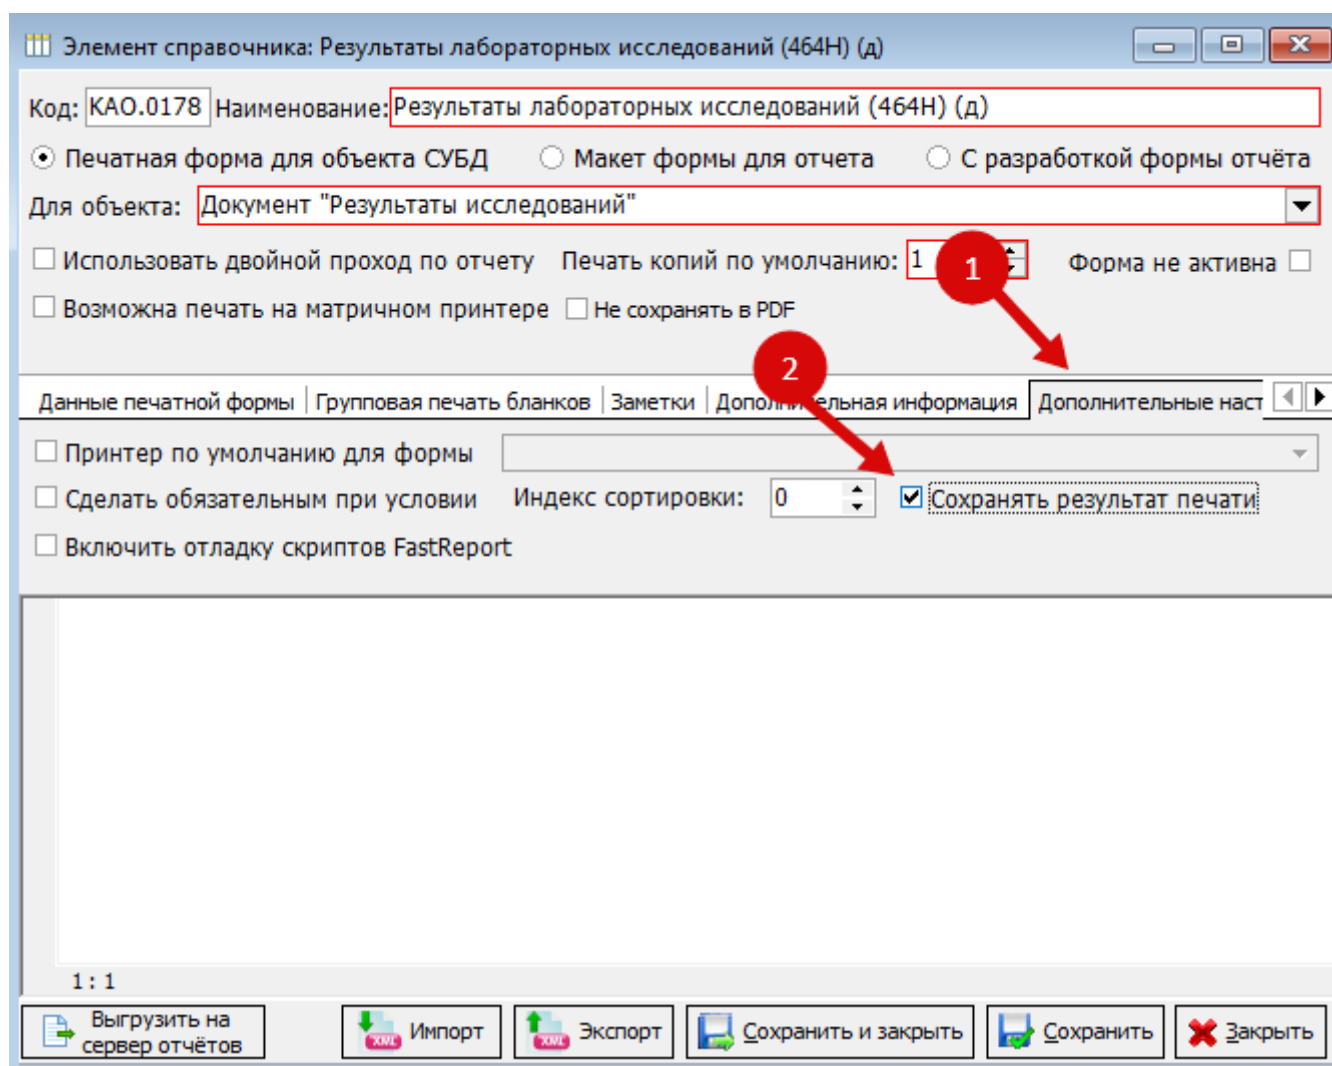 Элемент справочника: Результаты лабораторных исследований (464Н) (д)
Код: КАО.0178 Наименование: Результаты лабораторных исследований (464Н) (д)
Печатная форма для объекта СУБД Макет формы для отчета С разработкой формы отчёта
Для объекта: Документ "Результаты исследований"
Использовать двойной проход по отчету Печать копий по умолчанию: 1 1 Форма не активна
Возможна печать на матричном принтере Не сохранять в PDF
2
Данные печатной формы Групповая печать бланков Заметки Дополнительная информация Дополнительные наст
Принтер по умолчанию для формы
Сделать обязательным при условии Индекс сортировки: 0 Сохранять результат печати
Включить отладку скриптов FastReport
1: 1
Выгрузить на
сервер отчётов
XML Импорт XML Экспорт Сохранить и закрыть Сохранить Закрыть